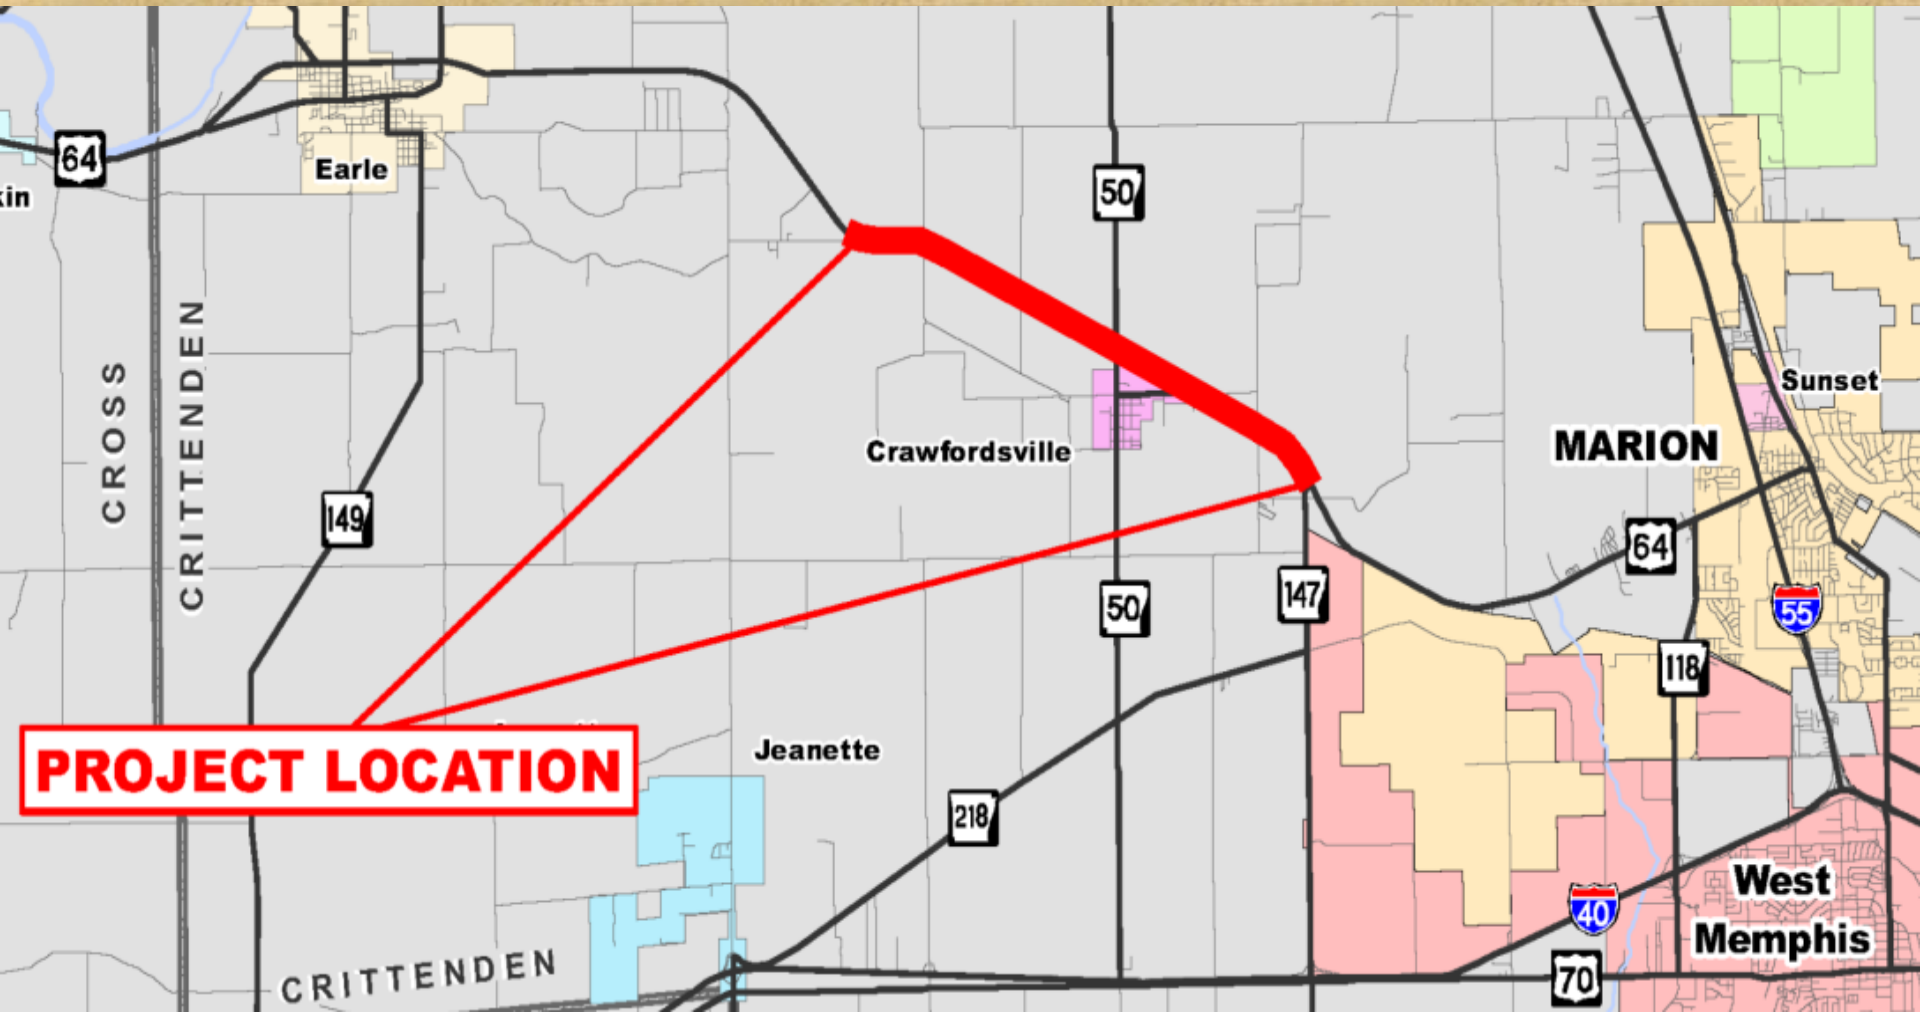 64
Earle
kin
50
CROSS
CRITTENDEN
Sunset
Crawfordsville
MARION
149
64
50
147
55
118
PROJECT LOCATION
Jeanette
218
West
Memphis
40
CRITTENDEN
70